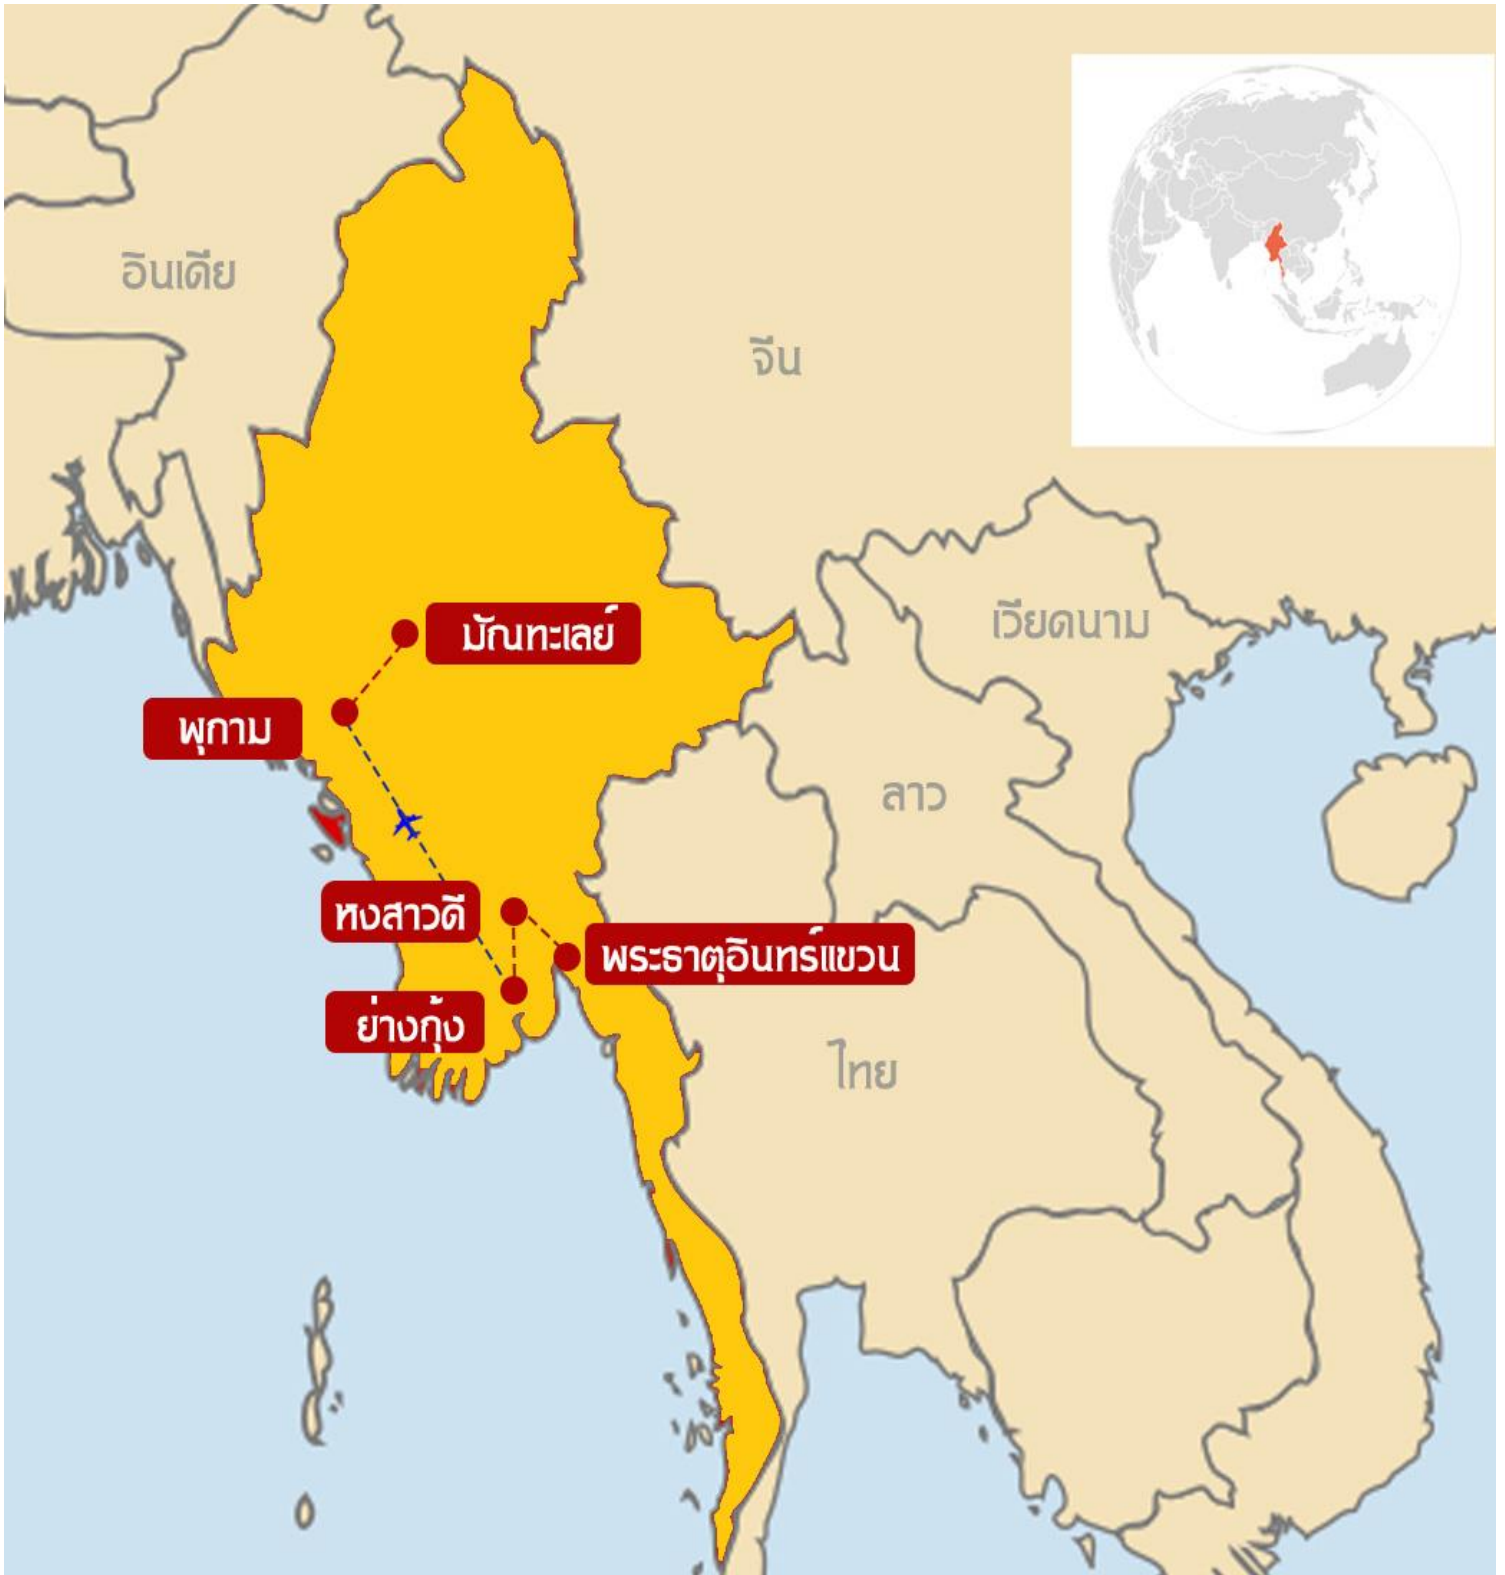 อินเดีย
จีน
เวียดนาม
มัณฑะเลย์
พุกาม
ลาว
หงสาวดี
พระธาตุอินทร์แขวน
ย่างกุ้ง
ไทย